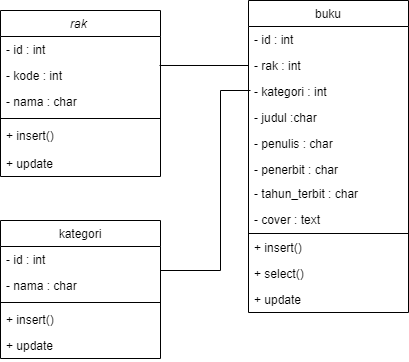 rak
- id : int
- kode : int
- nama : char
+ insert()
+ update
kategori
- id : int
- nama : char
+ insert()
+ update
buku
- id : int
- rak : int
- kategori : int
- judul :char
- penulis : char
- penerbit : char
- tahun_terbit : char
- cover : text
+ insert()
+ select()
+ update